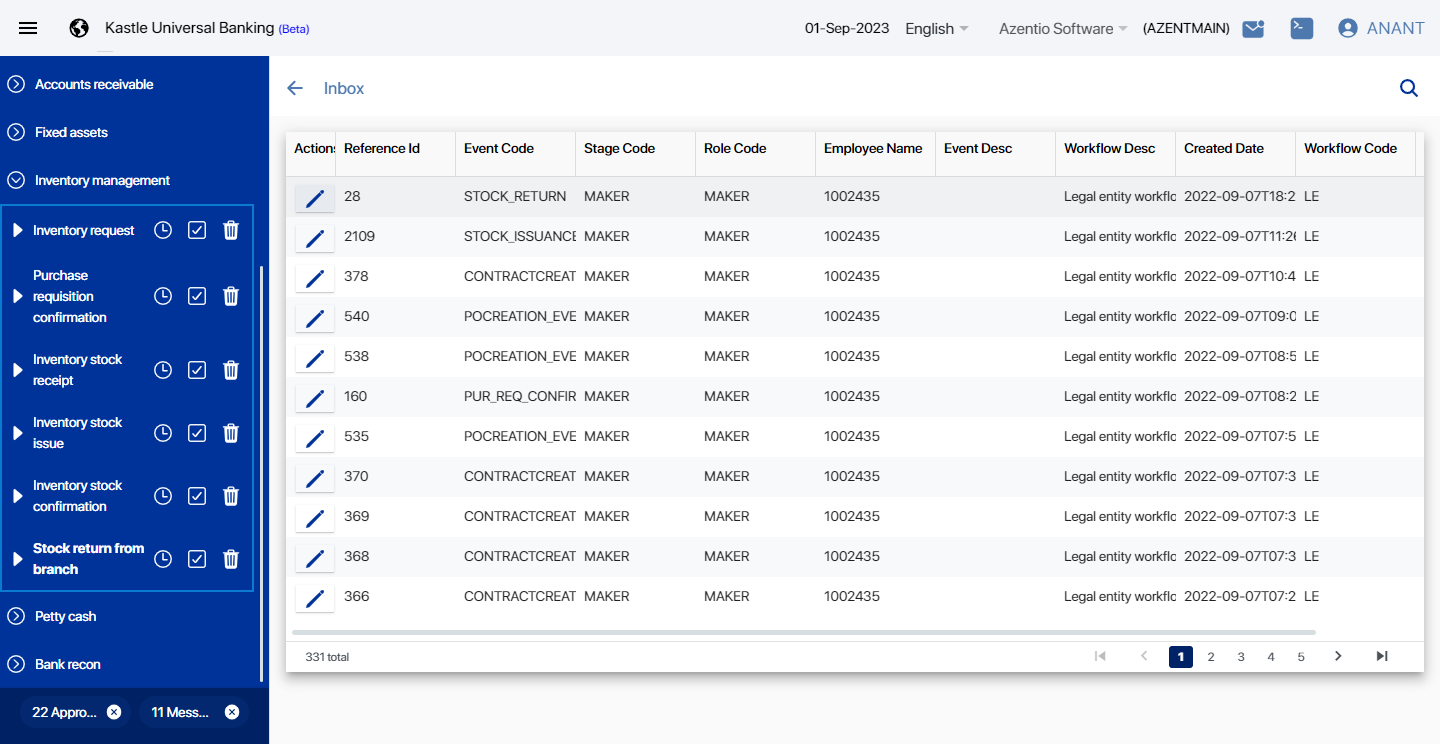 Kastle Universal Banking (Beta) 01-Sep-2023 English Azentio Software (AZENTMAIN) ANANT
Accounts receivable
Fixed assets
Inventory management
Inventory request
Purchase
requisition
confirmation
Inventory stock
receipt
Inventory stock
issue
Inventory stock
confirmation
Stock return from
branch
Petty cash
Bank recon
22 Appro... 11 Mess...
Inbox
Actions Reference Id Event Code Stage Code Role Code Employee Name Event Desc Workflow Desc Created Date Workflow Code
28 STOCK_RETURN MAKER MAKER 1002435 Legal entity workflo 2022-09-07T18:2 LE
2109 STOCK_ISSUANCE MAKER MAKER 1002435 Legal entity workflo 2022-09-07T11:26 LE
378 CONTRACTCREAT MAKER MAKER 1002435 Legal entity workflo 2022-09-07T10:4 LE
540 POCREATION_EVE MAKER MAKER 1002435 Legal entity workflo 2022-09-07T09:0 LE
538 POCREATION_EVE MAKER MAKER 1002435 Legal entity workflo 2022-09-07T08:5 LE
160 PUR_REQ_CONFIR MAKER MAKER 1002435 Legal entity workflo 2022-09-07T08:2 LE
535 POCREATION_EVE MAKER MAKER 1002435 Legal entity workflo 2022-09-07T07:5 LE
370 CONTRACTCREAT MAKER MAKER 1002435 Legal entity workflo 2022-09-07T07:3 LE
369 CONTRACTCREAT MAKER MAKER 1002435 Legal entity workflo 2022-09-07T07:3 LE
368 CONTRACTCREAT MAKER MAKER 1002435 Legal entity workflo 2022-09-07T07:3 LE
366 CONTRACTCREAT MAKER MAKER 1002435 Legal entity workflo 2022-09-07T07:2 LE
331 total 1 2 3 4 5